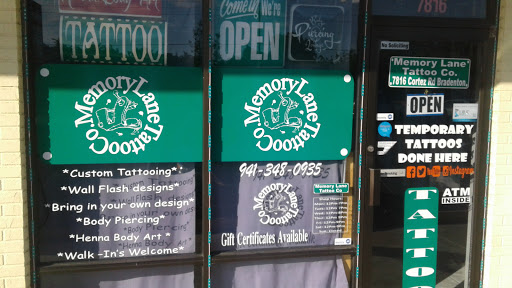 TATTOO
Come in We're
OPEN
Piercing
7816
No Soliciting
Memory Lane Tattoo Co.
Memory Lane Tattoo Co.
*Custom Tattooing*
*Wall Flash designs*
*Bring in your own design*
*Body Piercing*
*Henna Body Art *
*Walk -In's Welcome*
941-348-0935
Memory Lane Tattoo Co.
"Memory Lane"
Tattoo Co.
Gift Certificates Available
"Memory Lane"
Tattoo Co.
7816 Cortez Rd Bradenton,
OPEN
TEMPORARY
TATTOOS
DONE HERE
Instagram
ATM
INSIDE
TATTOO